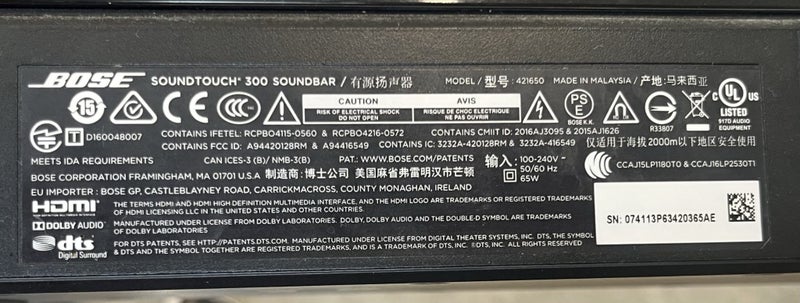 BOSE SOUNDTOUCH® 300 SOUNDBAR / 有源扬声器 MODEL / 型号: 421650 MADE IN MALAYSIA / 产地: 马来西亚
15 CAUTION AVIS PSE UL
RISK OF ELECTRICAL SHOCK DO NOT OPEN RISQUE DE CHOC ELECTRIQUE NE PAS OUVRIR BOSE K.K. R33807 LISTED 917D AUDIO EQUIPMENT
T D160048007 CONTAINS IFETEL: RCPBO4115-0560 & RCPBO4216-0572 CONTAINS CMIIT ID: 2016AJ3095 & 2015AJ1626
CONTAINS FCC ID: A94420128RM & A94416549 CONTAINS IC: 3232A-420128RM & 3232A-416549 仅适用于海拔2000m以下地区安全使用
MEETS IDA REQUIREMENTS CAN ICES-3 (B) / NMB-3(B) PAT.: WWW.BOSE.COM/PATENTS 输入: 100-240V~ 50/60 Hz 65W CCAJ15LP1180T0 & CCAJ16LP2530T1
BOSE CORPORATION FRAMINGHAM, MA 01701 U.S.A 制造商: 博士公司 美国麻省弗雷明汉市芒顿
EU IMPORTER : BOSE GP, CASTLEBLAYNEY ROAD, CARRICKMACROSS, COUNTY MONAGHAN, IRELAND
HDMI THE TERMS HDMI AND HDMI HIGH DEFINITION MULTIMEDIA INTERFACE, AND THE HDMI LOGO ARE TRADEMARKS OR REGISTERED TRADEMARKS
OF HDMI LICENSING LLC IN THE UNITED STATES AND OTHER COUNTRIES.
DOLBY AUDIO MANUFACTURED UNDER LICENSE FROM DOLBY LABORATORIES. DOLBY, DOLBY AUDIO AND THE DOUBLE-D SYMBOL ARE TRADEMARKS
OF DOLBY LABORATORIES.
dts Digital Surround FOR DTS PATENTS, SEE HTTP://PATENTS.DTS.COM. MANUFACTURED UNDER LICENSE FROM DIGITAL THEATER SYSTEMS, INC. DTS, THE SYMBOL
& DTS AND THE SYMBOL TOGETHER ARE REGISTERED TRADEMARKS, AND IS A TRADEMARK OF DTS, INC. ©DTS, INC. ALL RIGHTS RESERVED
SN: 074113P63420365AE